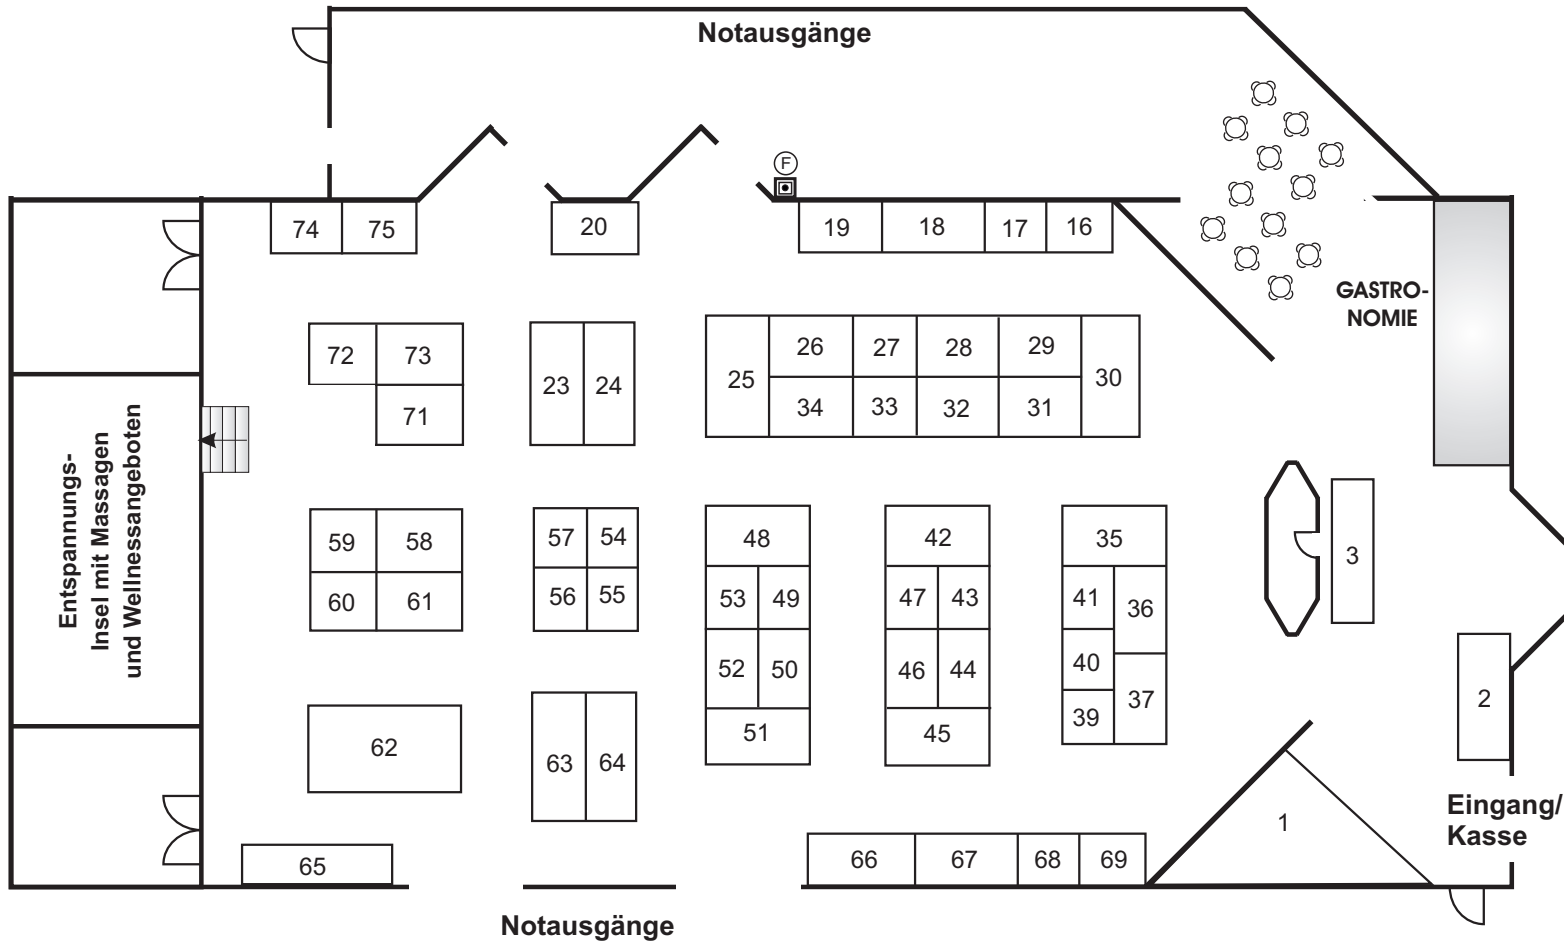 Notausgänge
F
74 75 20 19 18 17 16
GASTRO-
NOMIE
72 73 23 24 25 26 27 28 29 30
71 34 33 32 31
Entspannungs-
Insel mit Massagen
und Wellnessangeboten
59 58 57 54 48 42 35 3
60 61 56 55 53 49 47 43 41 36
52 50 46 44 40 37 2
62 63 64 51 45 39
Eingang/
Kasse
1
65 66 67 68 69
Notausgänge